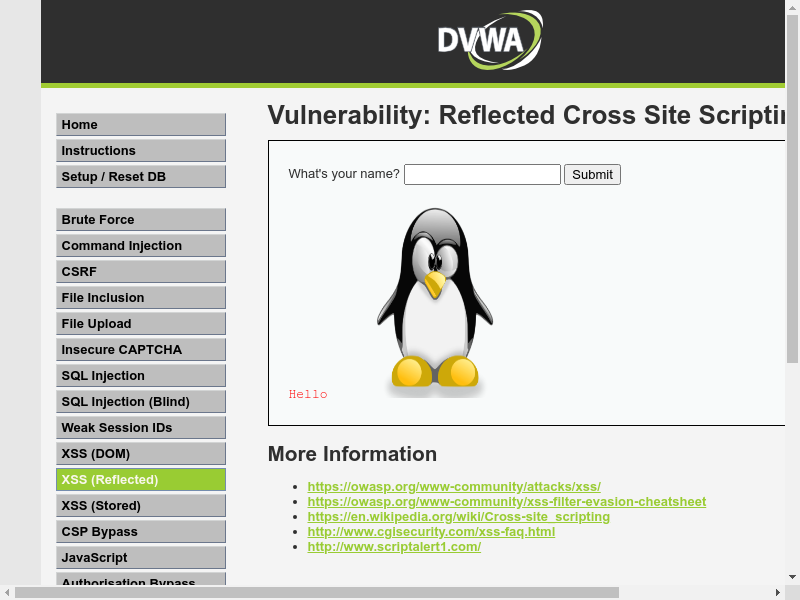 DVWA
Vulnerability: Reflected Cross Site
Home
Instructions
Setup / Reset DB
Brute Force
Command Injection
CSRF
File Inclusion
File Upload
Insecure CAPTCHA
SQL Injection
SQL Injection (Blind)
Weak Session IDs
XSS (DOM)
XSS (Reflected)
XSS (Stored)
CSP Bypass
JavaScript
Authorisation Bypass
What's your name? Submit
Hello
More Information
https://owasp.org/www-community/attacks/xss/
https://owasp.org/www-community/xss-filter-evasion-cheatsheet
https://en.wikipedia.org/wiki/Cross-site_scripting
http://www.cgisecurity.com/xss-faq.html
http://www.scriptalert1.com/